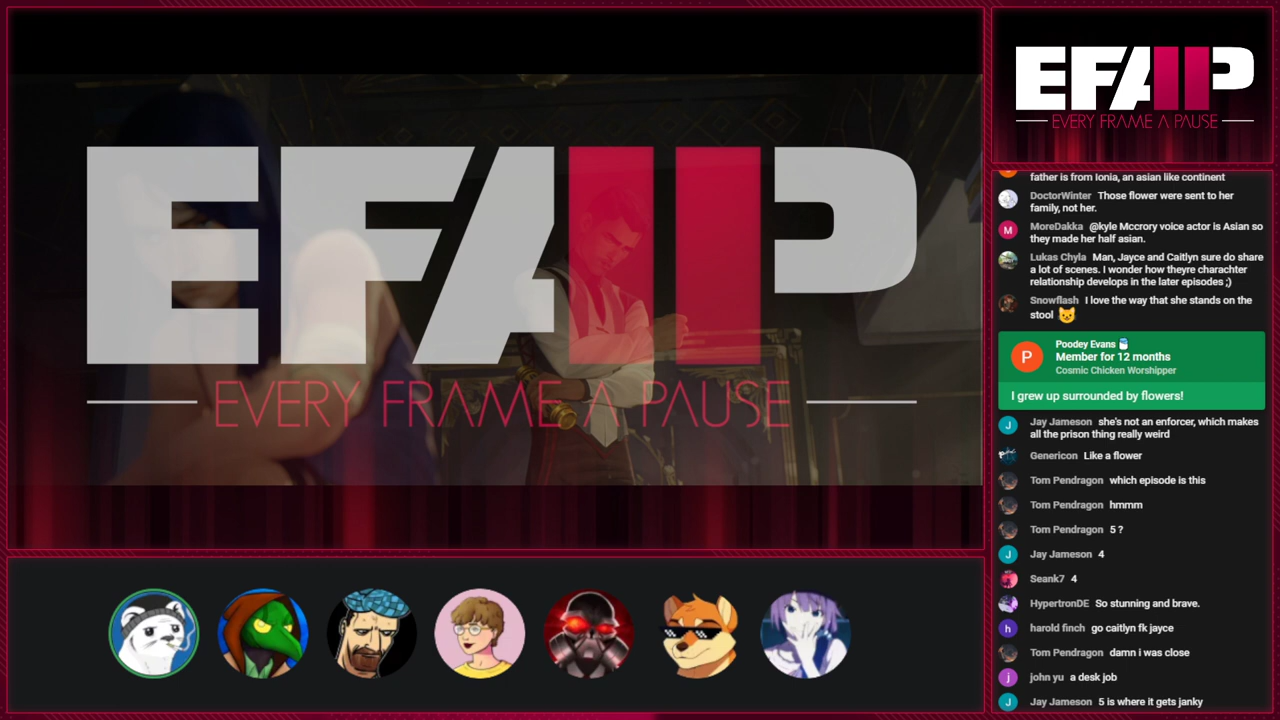 EFAP
EVERY FRAME A PAUSE
EFAP
EVERY FRAME A PAUSE
father is from Ionia, an asian like continent
DoctorWinter Those flower were sent to her
family, not her.
M
MoreDakka @kyle Mccrory voice actor is Asian so
they made her half asian.
Lukas Chyla Man, Jayce and Caitlyn sure do share
a lot of scenes. I wonder how theyre charachter
relationship develops in the later episodes ;)
Snowflash I love the way that she stands on the
stool
Poodey Evans
P
Member for 12 months
Cosmic Chicken Worshipper
I grew up surrounded by flowers!
J
Jay Jameson she's not an enforcer, which makes
all the prison thing really weird
Genericon Like a flower
Tom Pendragon which episode is this
Tom Pendragon hmmm
Tom Pendragon 5 ?
J Jay Jameson 4
Seank7 4
HypertronDE So stunning and brave.
h harold finch go caitlyn fk jayce
Tom Pendragon damn i was close
j john yu a desk job
J Jay Jameson 5 is where it gets janky